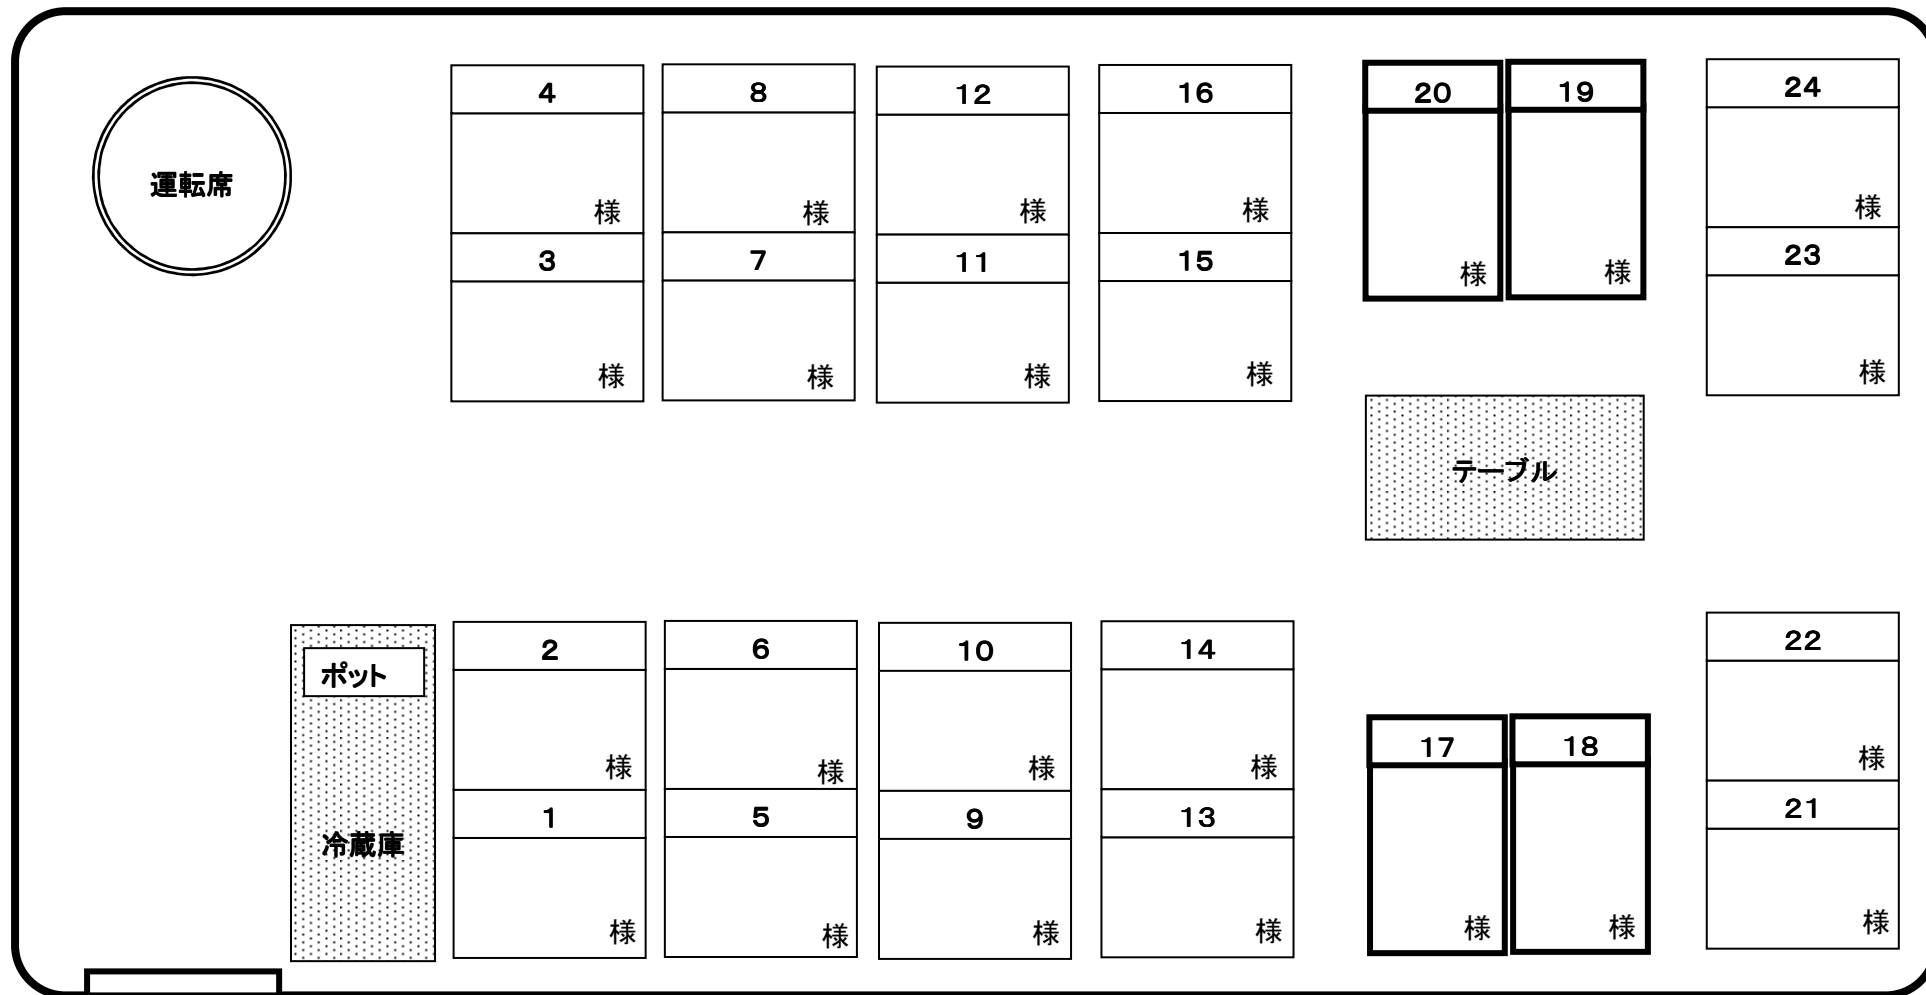 4 8 12 16 20 19 24
運転席
様 様 様 様 様 様 様
3 7 11 15 23
様 様 様 様 様
テーブル
2 6 10 14 22
ポット
様 様 様 様 17 18 様
1 5 9 13 21
冷蔵庫
様 様 様 様 様 様 様